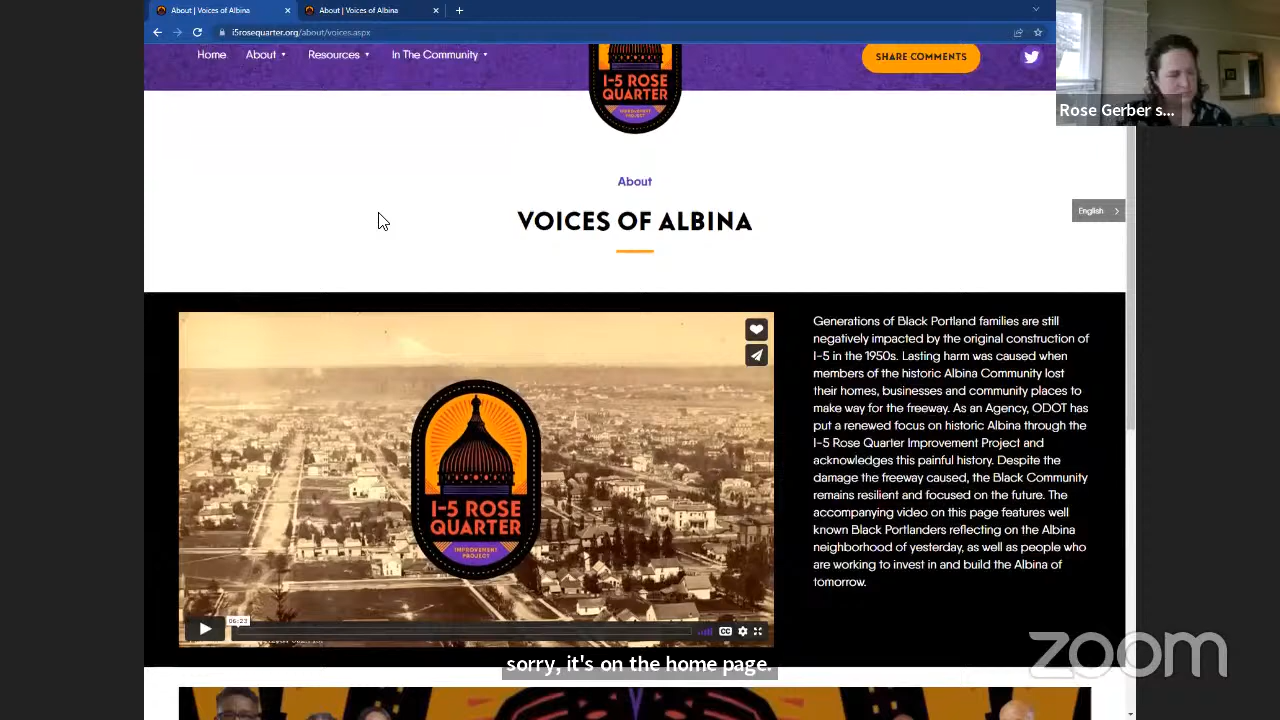 About | Voices of Albina
About | Voices of Albina
i5rosequarter.org/about/voices.aspx
Home
About
Resources
In The Community
I-5 ROSE
QUARTER
IMPROVEMENT
PROJECT
SHARE COMMENTS
Rose Gerber s...
About
VOICES OF ALBINA
English
Generations of Black Portland families are still
negatively impacted by the original construction of
I-5 in the 1950s. Lasting harm was caused when
members of the historic Albina Community lost
their homes, businesses and community places to
make way for the freeway. As an Agency, ODOT has
put a renewed focus on historic Albina through the
I-5 Rose Quarter Improvement Project and
acknowledges this painful history. Despite the
damage the freeway caused, the Black Community
remains resilient and focused on the future. The
accompanying video on this page features well
known Black Portlanders reflecting on the Albina
neighborhood of yesterday, as well as people who
are working to invest in and build the Albina of
tomorrow.
I-5 ROSE
QUARTER
IMPROVEMENT
PROJECT
06:23
CC
sorry, it's on the home page.
zoom